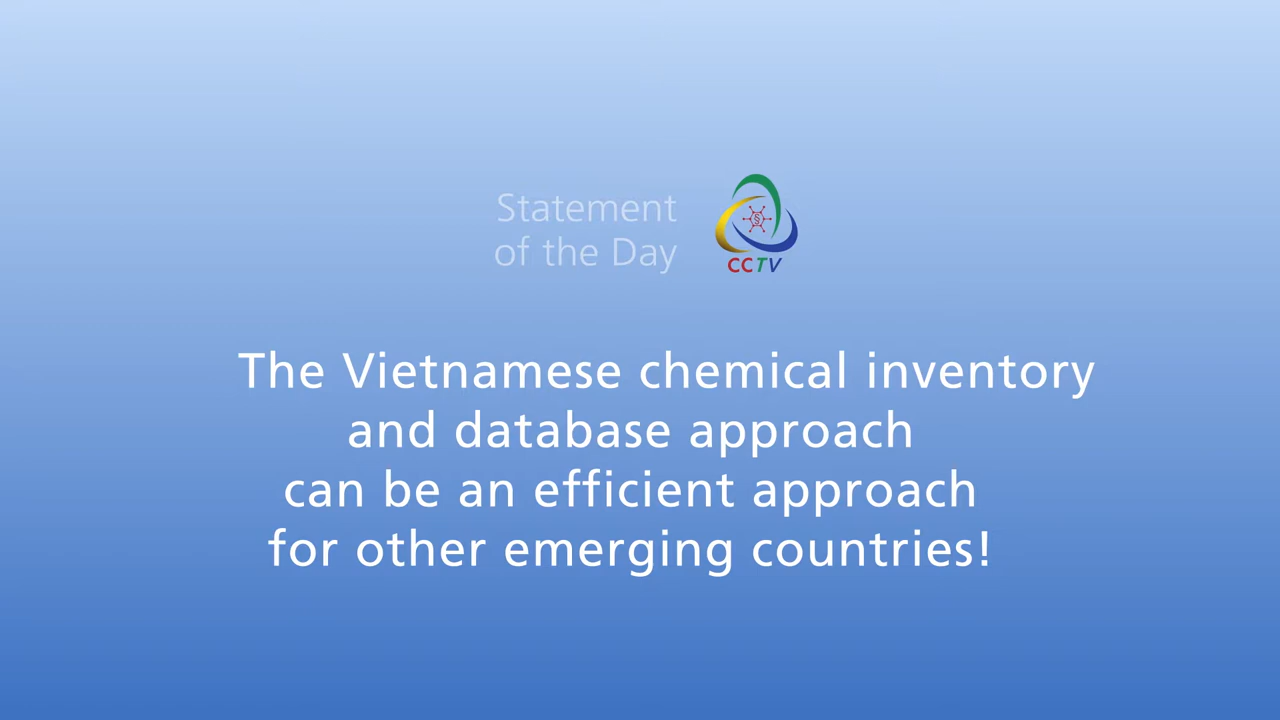 Statement
of the Day
§
CCTV
The Vietnamese chemical inventory
and database approach
can be an efficient approach
for other emerging countries!